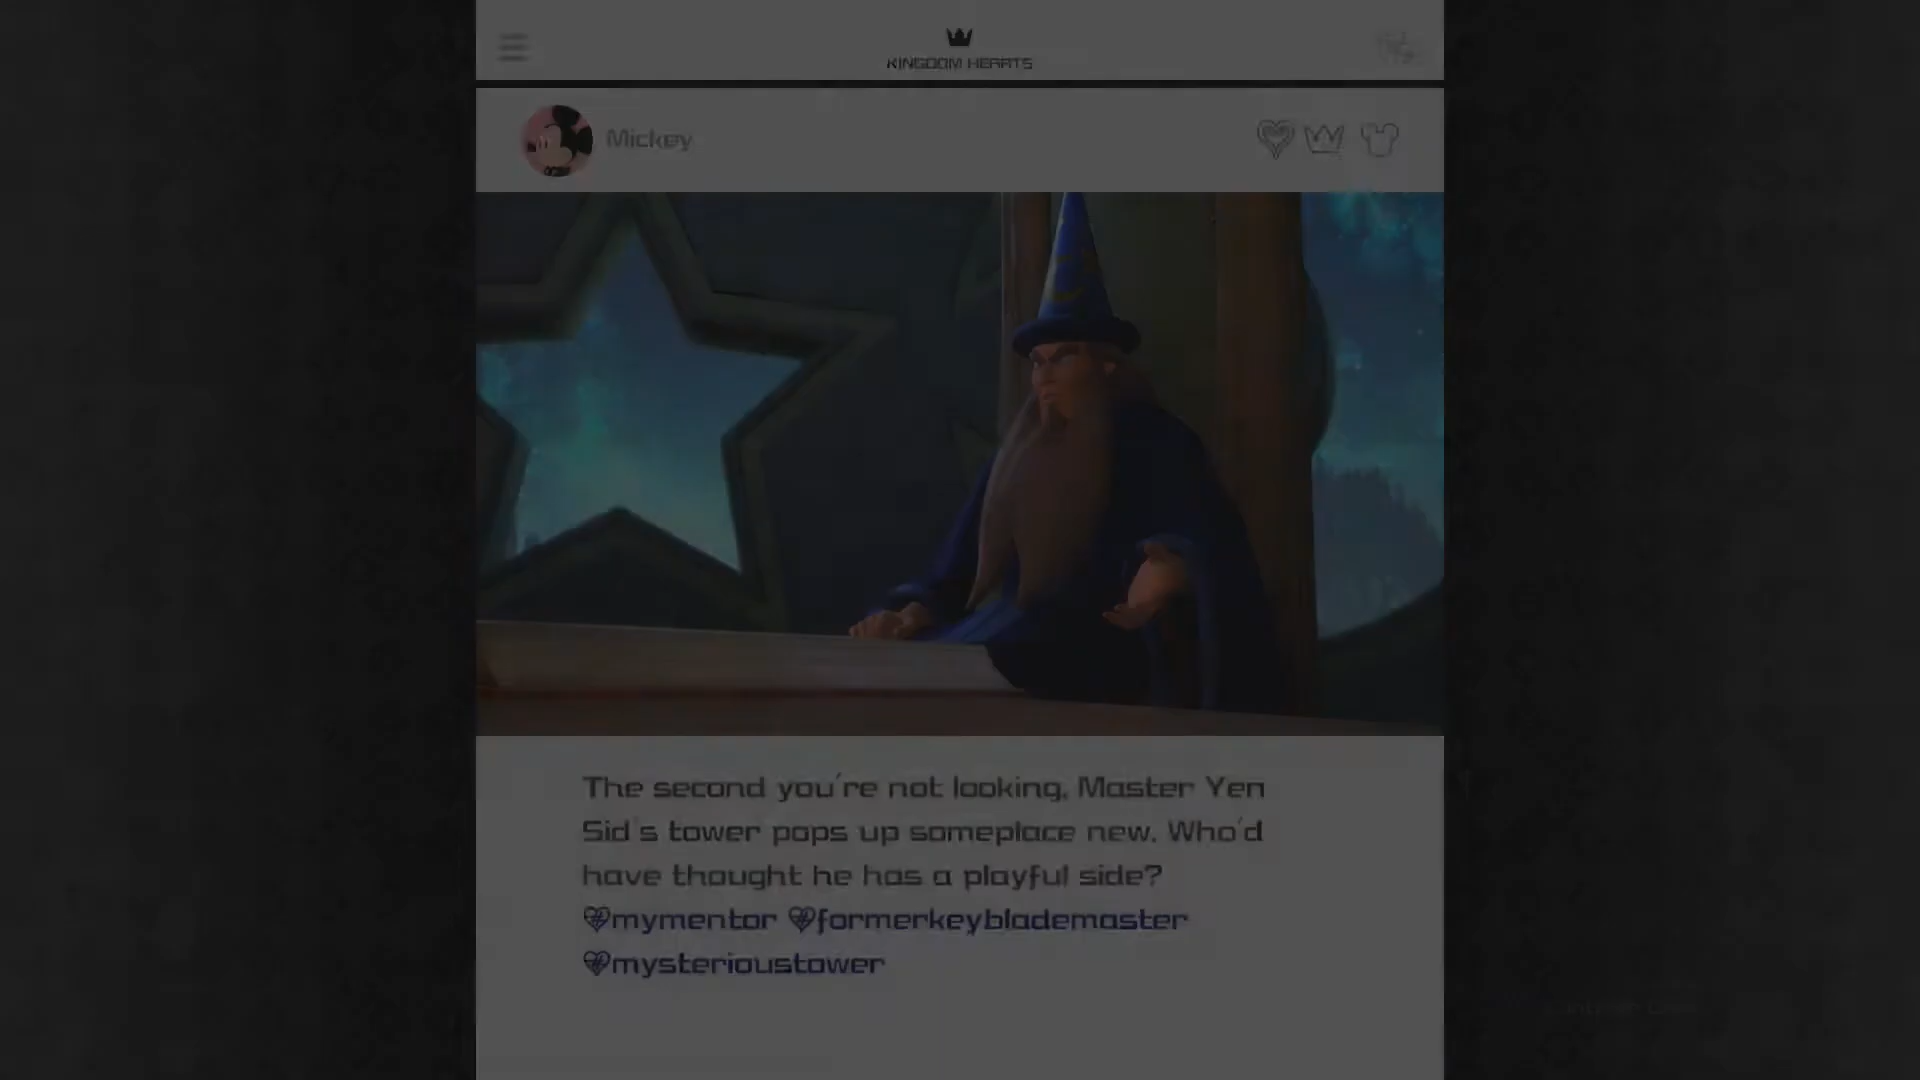 KINGDOM HEARTS
Mickey
The second you're not looking, Master Yen
Sid's tower pops up someplace new. Who'd
have thought he has a playful side?
mymentor formerkeyblademaster
mysterioustower